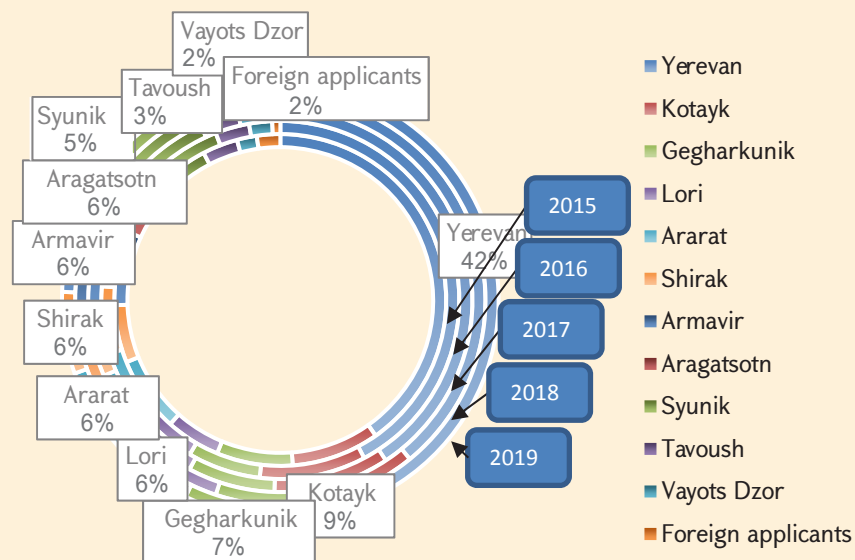 Vayots Dzor
2%
Foreign applicants
2%
Tavoush
3%
Syunik
5%
Aragatsotn
6%
Armavir
6%
Shirak
6%
Ararat
6%
Lori
6%
Gegharkunik
7%
Kotayk
9%
Yerevan
42%
2015
2016
2017
2018
2019
Yerevan
Kotayk
Gegharkunik
Lori
Ararat
Shirak
Armavir
Aragatsotn
Syunik
Tavoush
Vayots Dzor
Foreign applicants